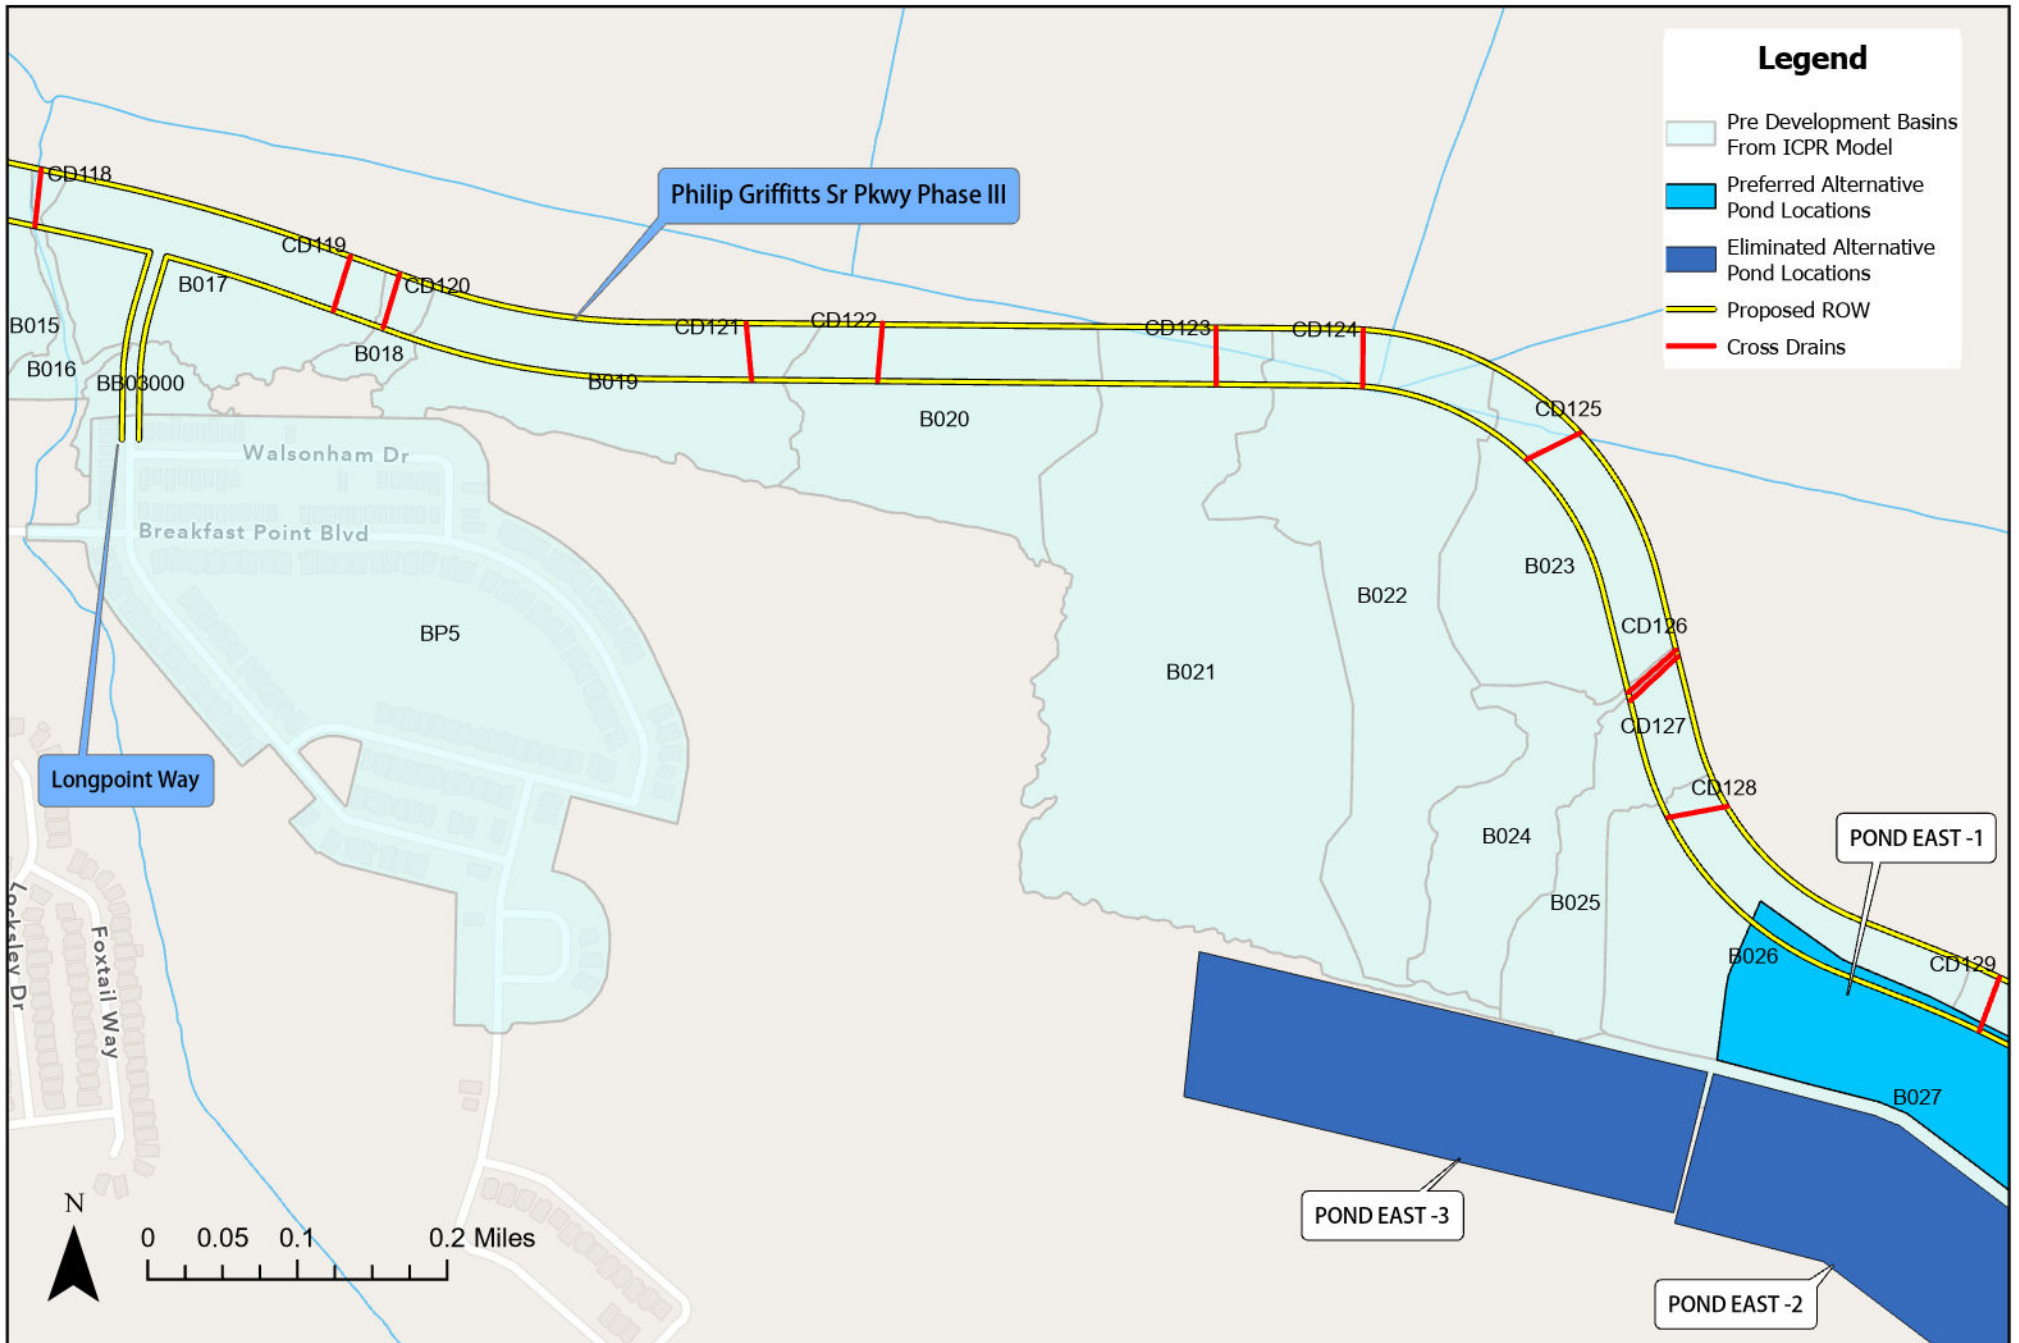 Legend
Pre Development Basins
From ICPR Model
Preferred Alternative
Pond Locations
Eliminated Alternative
Pond Locations
Proposed ROW
Cross Drains
CD118
Philip Griffitts Sr Pkwy Phase III
CD119
CD120
B017
CD121
CD122
CD123
CD124
B015
B018
B016
BB03000
B019
B020
CD125
Walsonham Dr
Breakfast Point Blvd
B023
B022
BP5
CD126
B021
CD127
Longpoint Way
CD128
B024
POND EAST -1
B025
Locksley Dr
Foxtail Way
B026
CD129
B027
N
0 0.05 0.1 0.2 Miles
POND EAST -3
POND EAST -2